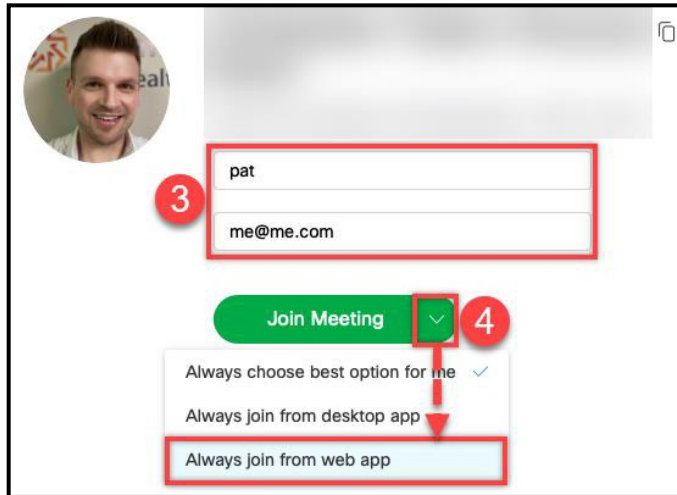 eal
3
pat
me@me.com
Join Meeting
4
Always choose best option for me
Always join from desktop app
Always join from web app